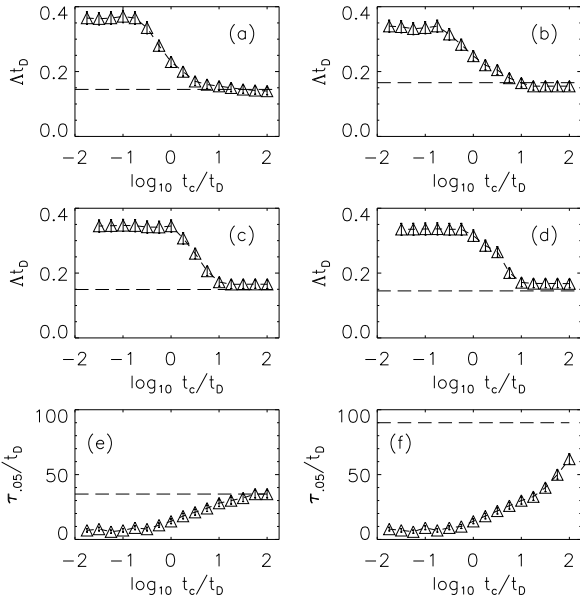 0.4 0.4
(a) (b)
Λt_D Λt_D
0.2 0.2
0.0 0.0
−2 −1 0 1 2 −2 −1 0 1 2
log₁₀ t_c/t_D log₁₀ t_c/t_D
0.4 0.4
(c) (d)
Λt_D Λt_D
0.2 0.2
0.0 0.0
−2 −1 0 1 2 −2 −1 0 1 2
log₁₀ t_c/t_D log₁₀ t_c/t_D
100 100
(e) (f)
τ.₀₅/t_D τ.₀₅/t_D
50 50
0 0
−2 −1 0 1 2 −2 −1 0 1 2
log₁₀ t_c/t_D log₁₀ t_c/t_D